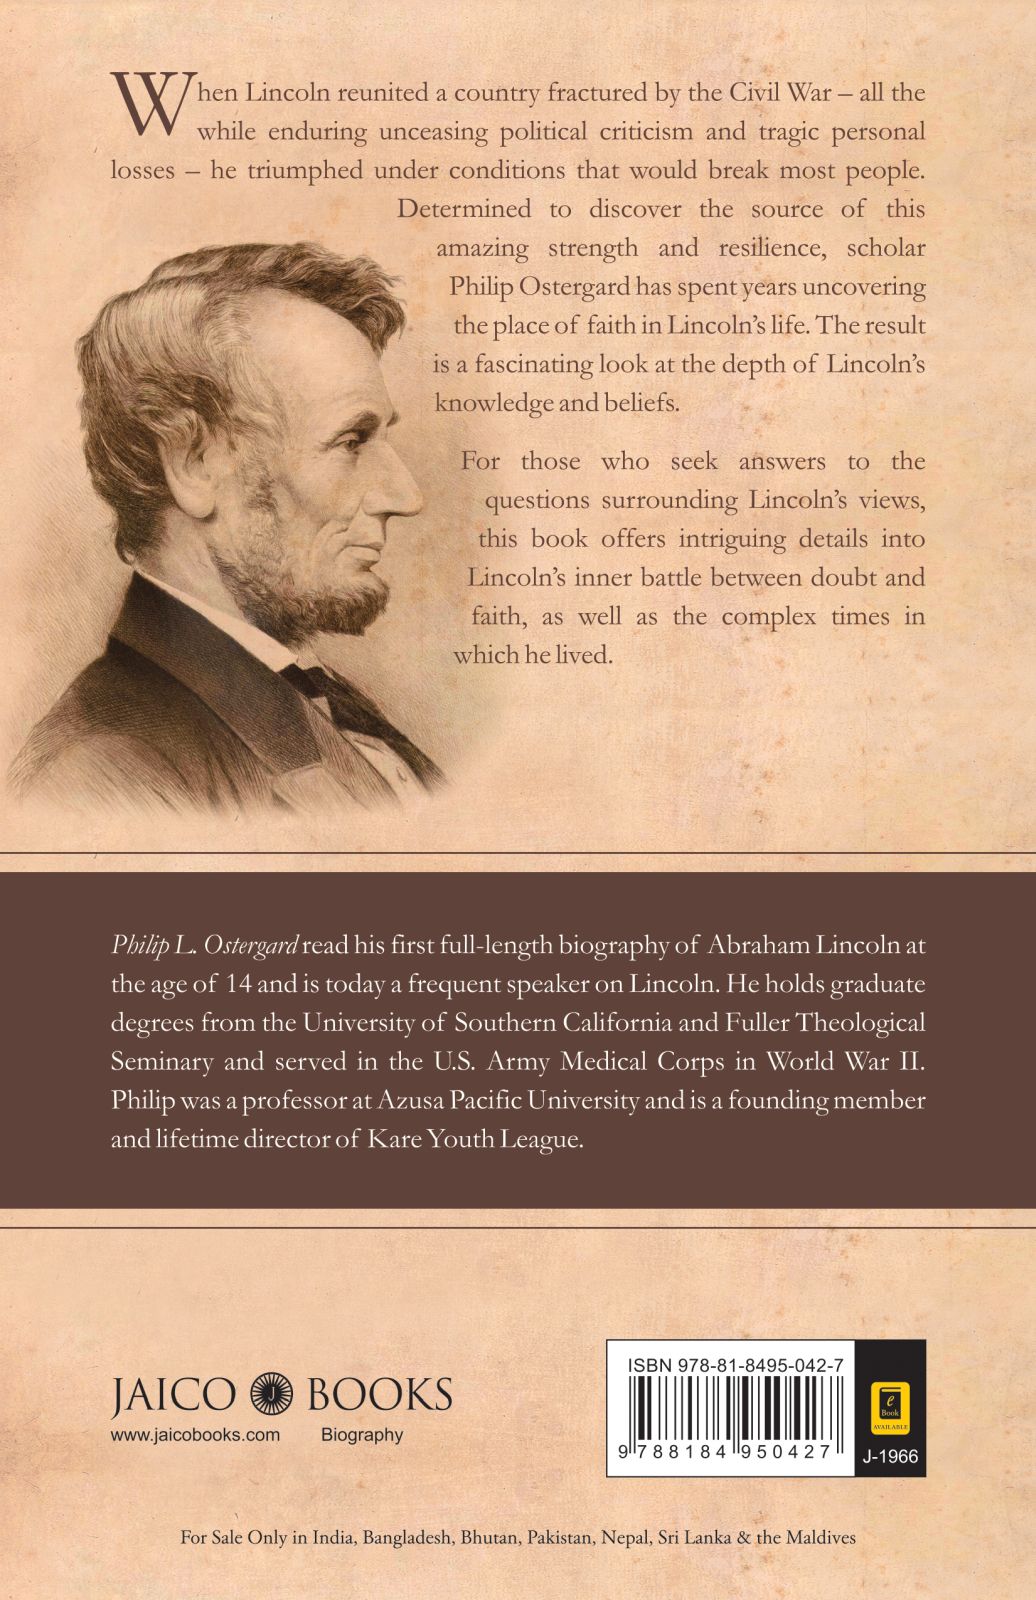 When Lincoln reunited a country fractured by the Civil War – all the
while enduring unceasing political criticism and tragic personal
losses – he triumphed under conditions that would break most people.
Determined to discover the source of this
amazing strength and resilience, scholar
Philip Ostergard has spent years uncovering
the place of faith in Lincoln's life. The result
is a fascinating look at the depth of Lincoln's
knowledge and beliefs.
For those who seek answers to the
questions surrounding Lincoln's views,
this book offers intriguing details into
Lincoln's inner battle between doubt and
faith, as well as the complex times in
which he lived.
Philip L. Ostergard read his first full-length biography of Abraham Lincoln at
the age of 14 and is today a frequent speaker on Lincoln. He holds graduate
degrees from the University of Southern California and Fuller Theological
Seminary and served in the U.S. Army Medical Corps in World War II.
Philip was a professor at Azusa Pacific University and is a founding member
and lifetime director of Kare Youth League.
JAICO J BOOKS
www.jaicobooks.com Biography
ISBN 978-81-8495-042-7
9 788184 950427
e
Book
AVAILABLE
J-1966
For Sale Only in India, Bangladesh, Bhutan, Pakistan, Nepal, Sri Lanka & the Maldives